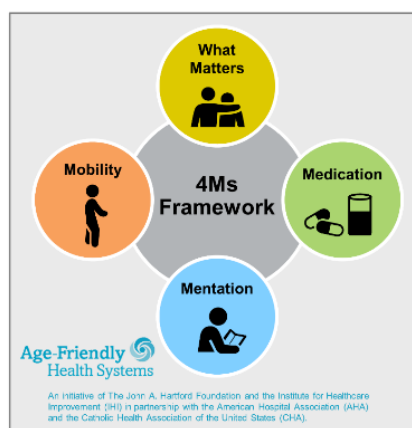 What
Matters
Mobility
4Ms
Framework
Medication
Mentation
Age-Friendly
Health Systems
An initiative of The John A. Hartford Foundation and the Institute for Healthcare
Improvement (IHI) in partnership with the American Hospital Association (AHA)
and the Catholic Health Association of the United States (CHA).